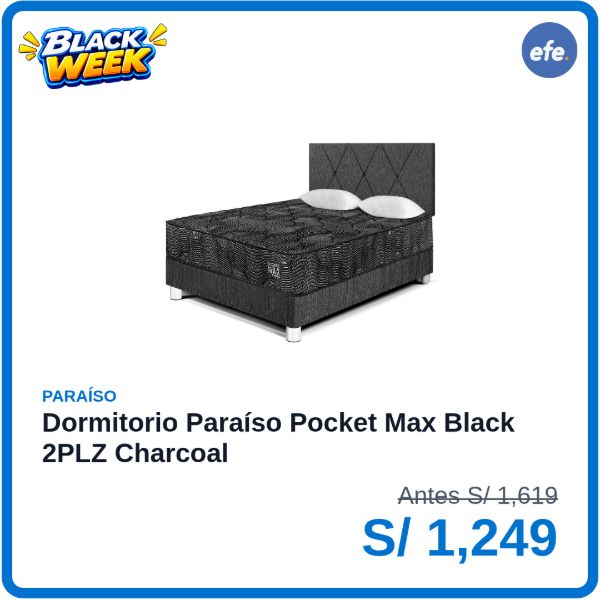 BLACK
WEEK
efe.
PARAÍSO
Dormitorio Paraíso Pocket Max Black
2PLZ Charcoal
Antes S/ 1,619
S/ 1,249